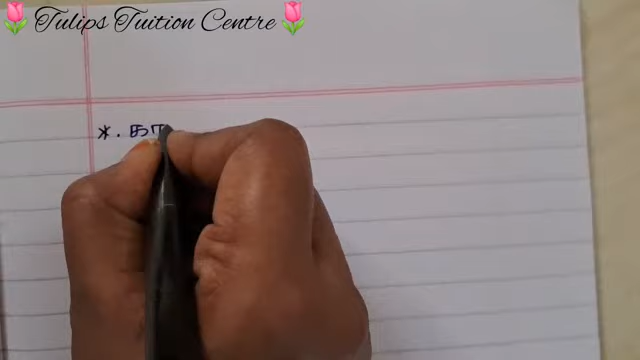 Tulips Tuition Centre
*. கா